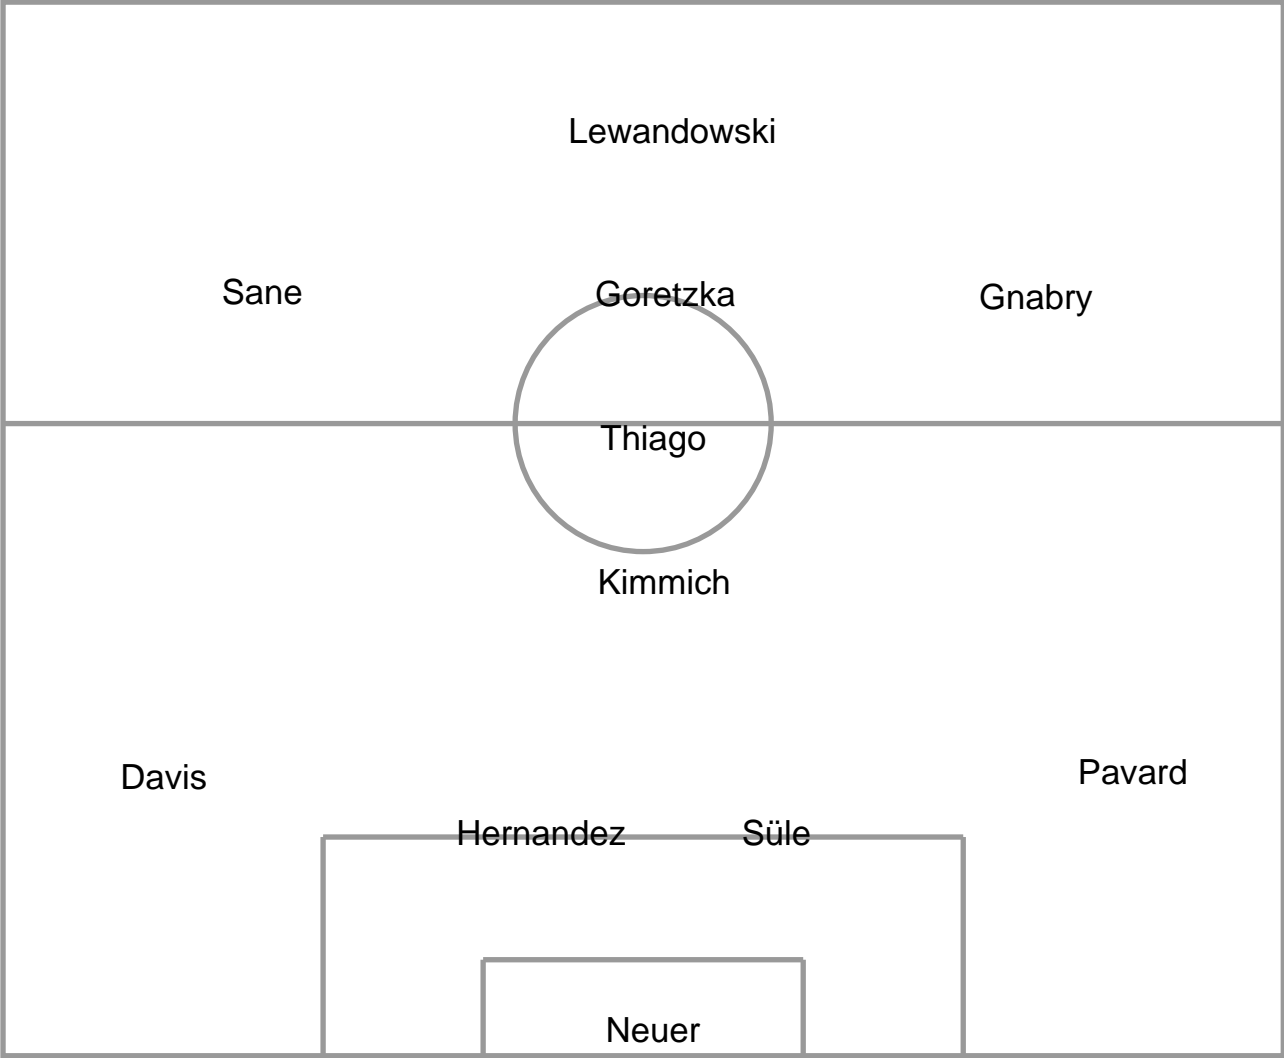 Lewandowski
Sane Goretzka Gnabry
Thiago
Kimmich
Davis Pavard
Hernandez Süle
Neuer